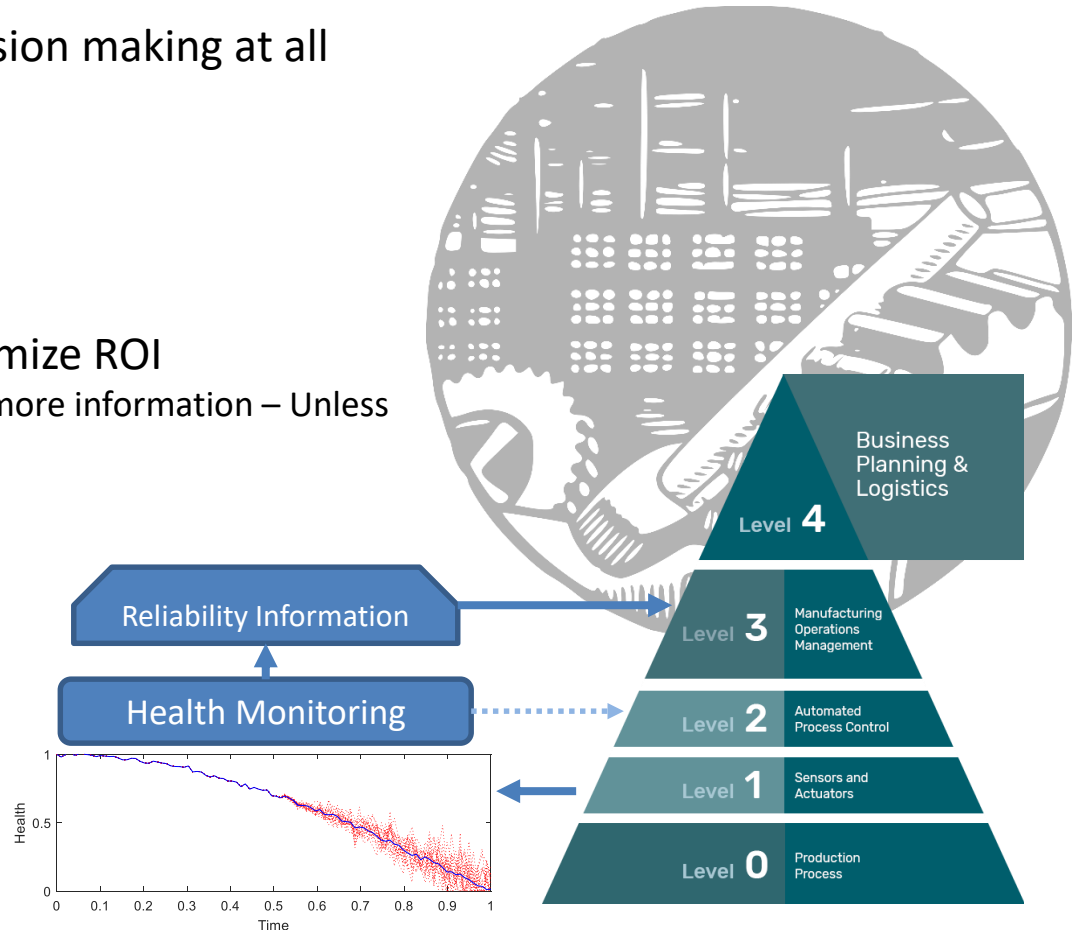 sion making at all
mize ROI
more information – Unless
Business
Planning &
Logistics
Level 4
Reliability Information
Level 3
Manufacturing
Operations
Management
Health Monitoring
Level 2
Automated
Process Control
Level 1
Sensors and
Actuators
Level 0
Production
Process
1
0.5
0
Health
0 0.1 0.2 0.3 0.4 0.5 0.6 0.7 0.8 0.9 1
Time